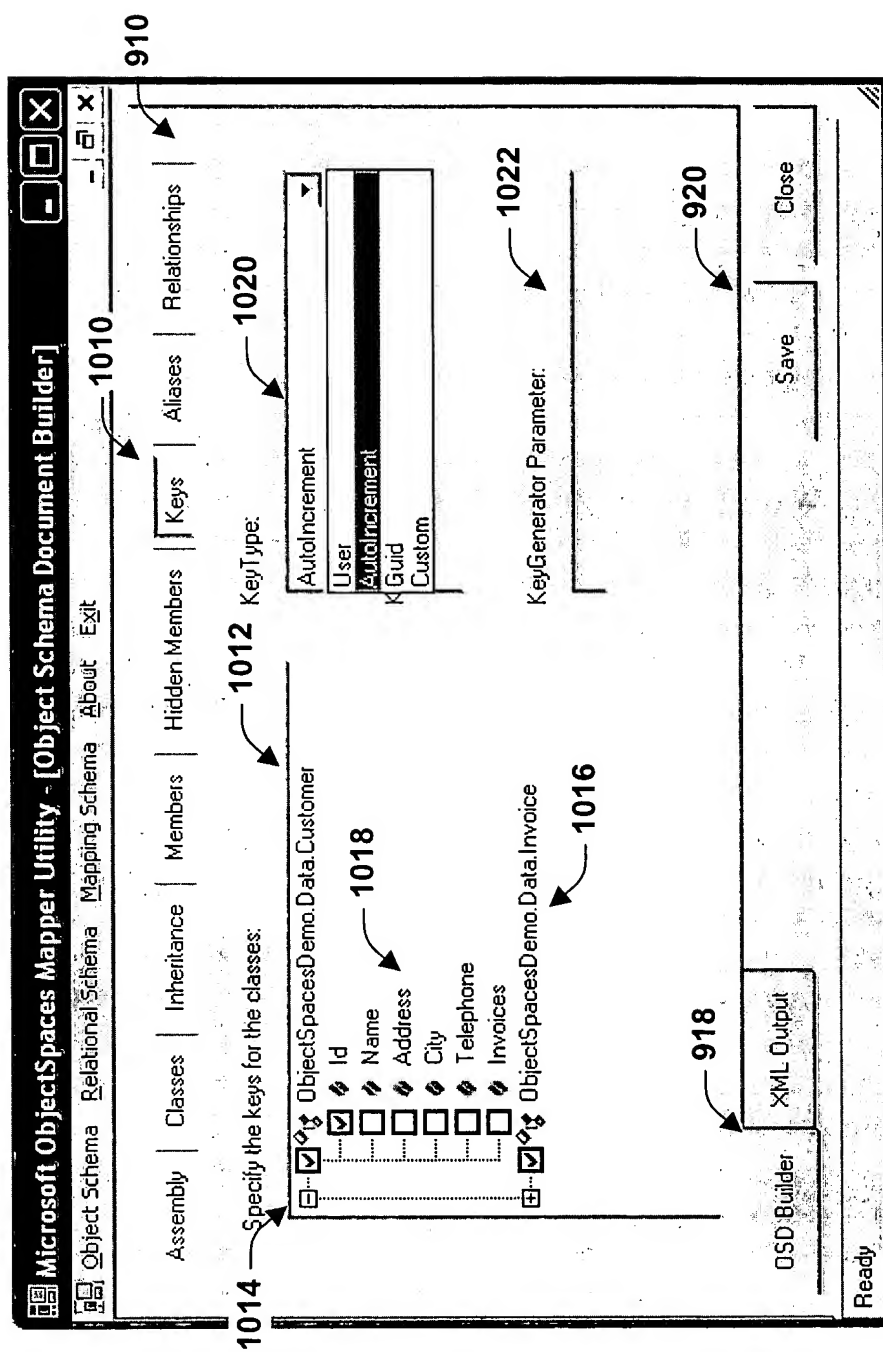 Microsoft ObjectSpaces Mapper Utility - [Object Schema Document Builder]
Object Schema Relational Schema Mapping Schema About Exit
1010
910
Assembly Classes Inheritance Members Hidden Members Keys Aliases Relationships
1014
Specify the keys for the classes:
1012
KeyType:
1020
ObjectSpacesDemo.Data.Customer
Id
Name
Address
City
Telephone
Invoices
ObjectSpacesDemo.Data.Invoice
1018
1016
AutoIncrement
User
AutoIncrement
Guid
Custom
K
KeyGenerator Parameter:
1022
918
920
OSD Builder XML Output
Save Close
Ready